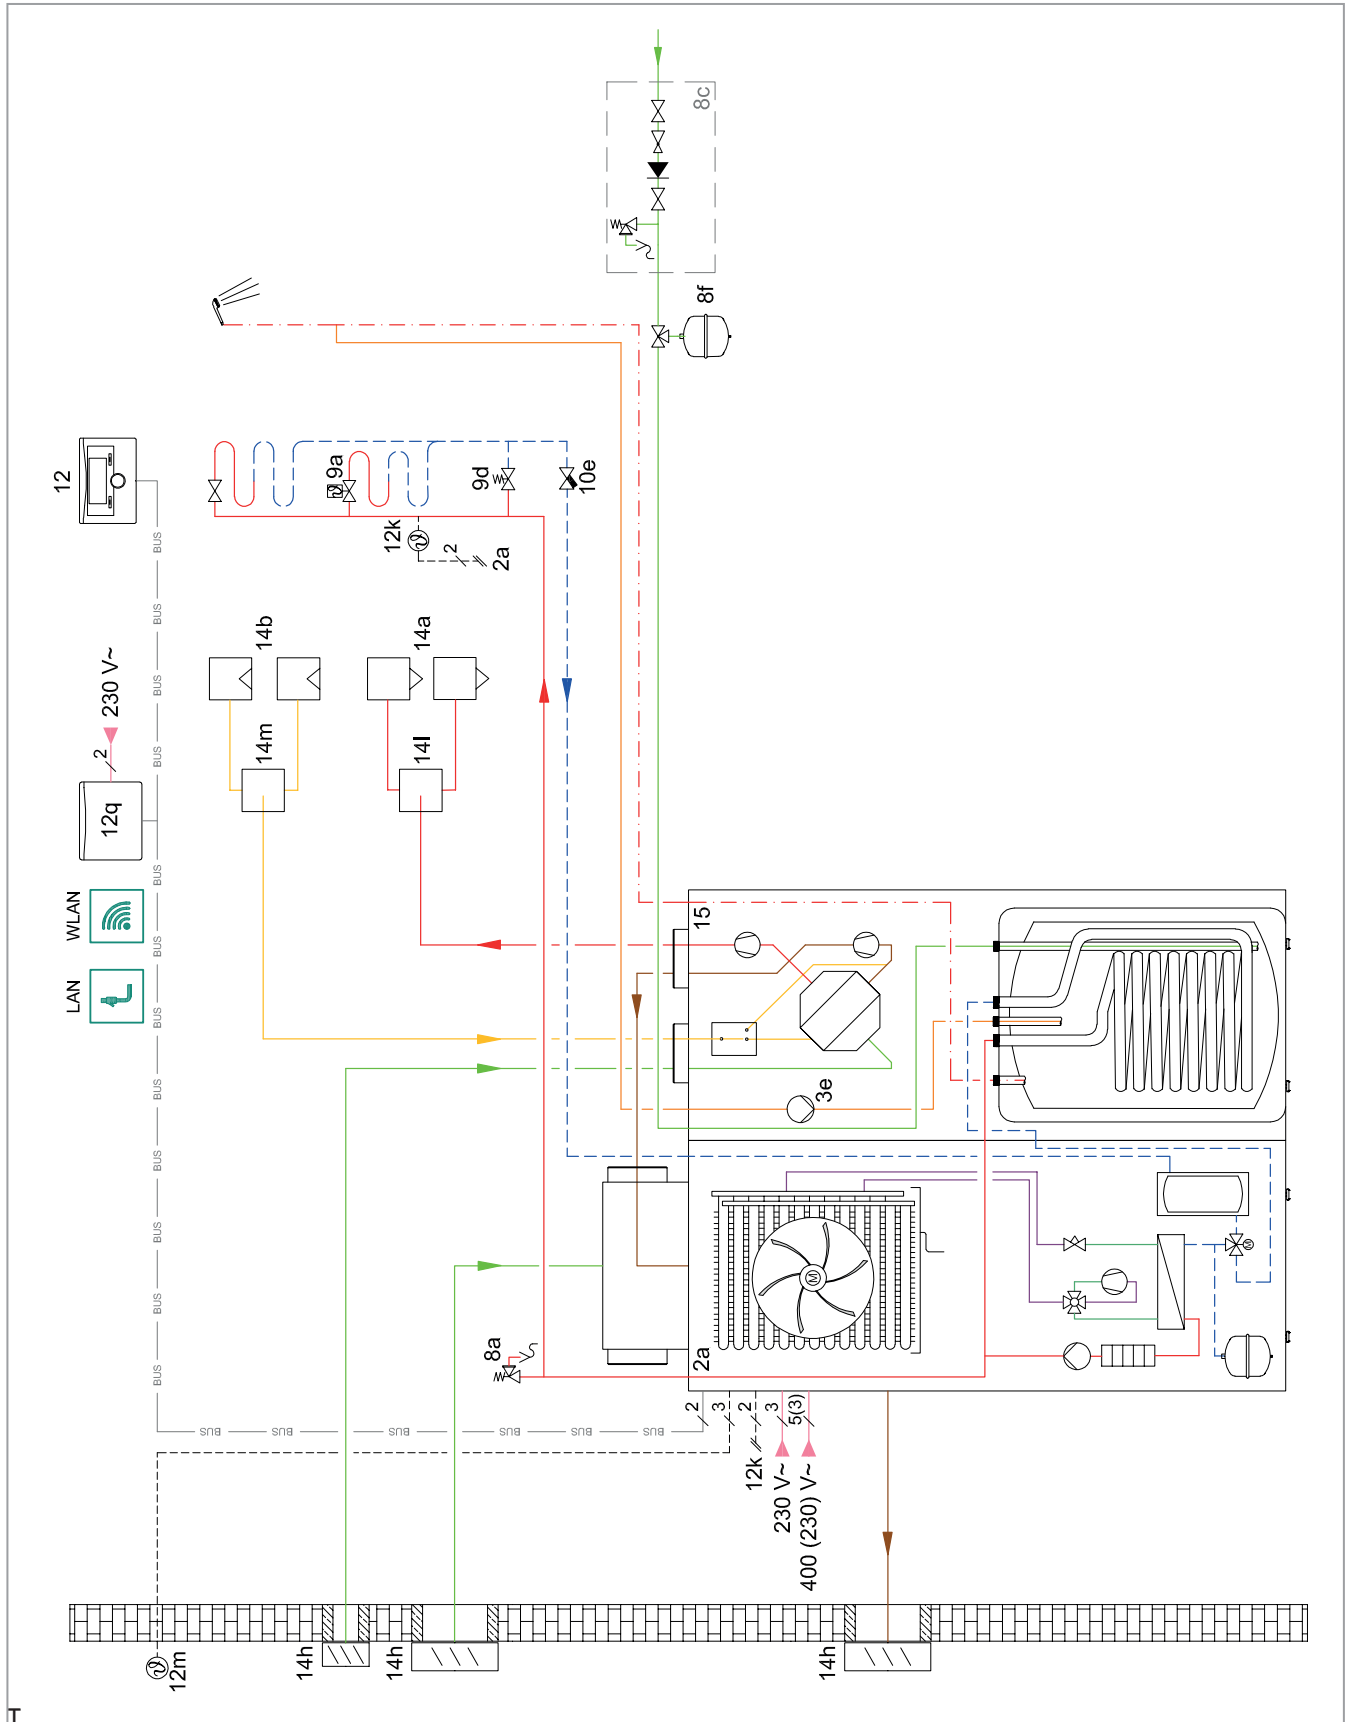 8c
8f
12
BUS
9a
9d
10e
12k
2
2a
BUS
14b
14a
230 V~
2
BUS
14m
14l
BUS
12q
BUS
WLAN
LAN
BUS
15
BUS
BUS
3e
BUS
BUS
BUS
M
M
BUS
8a
2a
BUS
BUS
BUS
BUS
BUS
BUS
2
3
2
3
5(3)
12k
230 V~
400 (230) V~
12m
14h
14h
14h
T